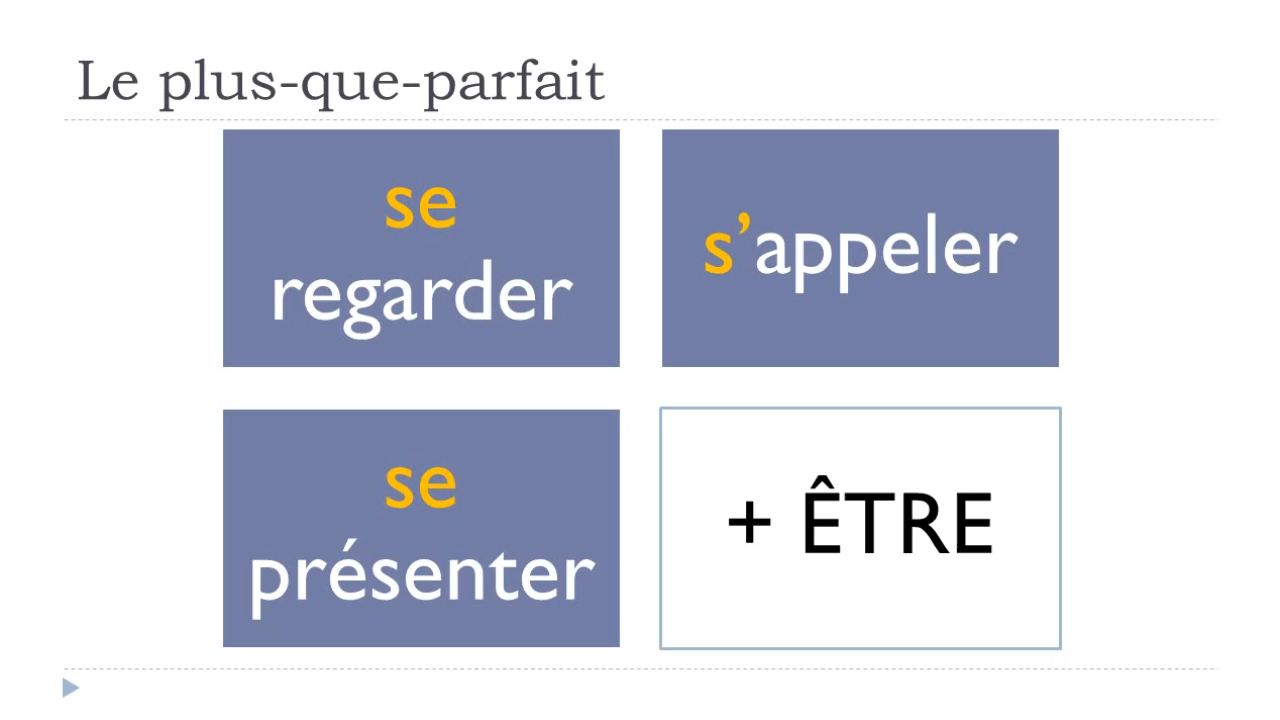 Le plus-que-parfait
se
regarder
s’appeler
se
présenter
+ ÊTRE